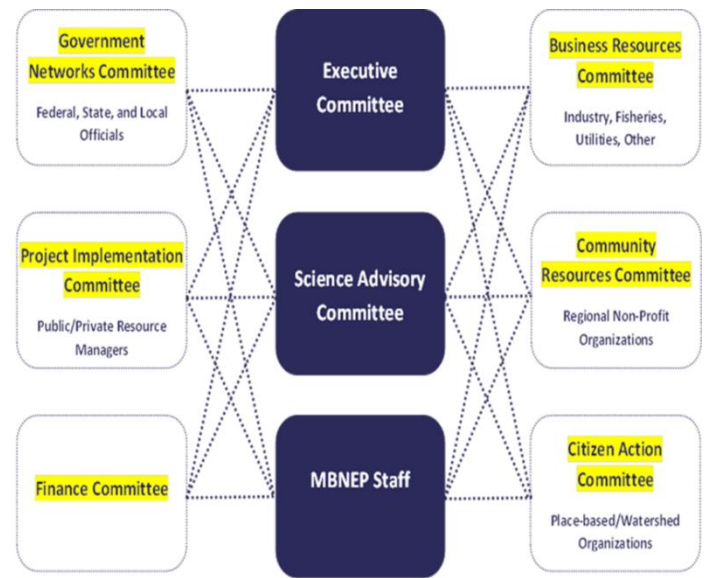 Government
Networks Committee
Federal, State, and Local
Officials
Executive
Committee
Business Resources
Committee
Industry, Fisheries,
Utilities, Other
Project Implementation
Committee
Public/Private Resource
Managers
Science Advisory
Committee
Community
Resources Committee
Regional Non-Profit
Organizations
Finance Committee
MBNEP Staff
Citizen Action
Committee
Place-based/Watershed
Organizations